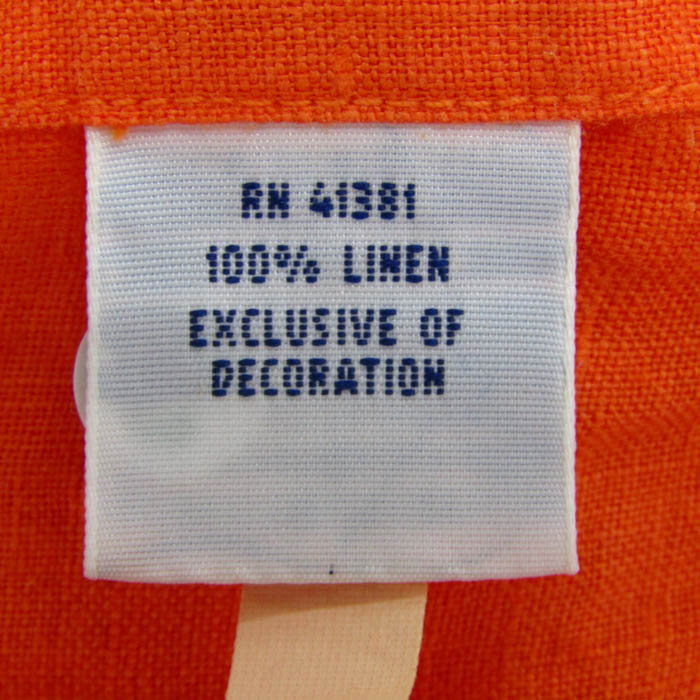 RN 41381
100% LINEN
EXCLUSIVE OF
DECORATION